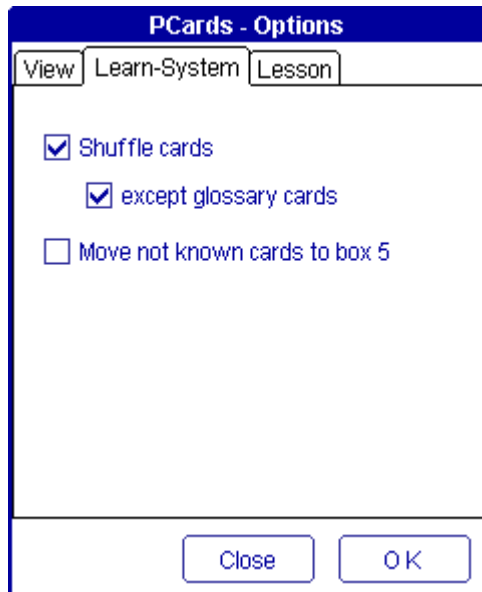 PCards - Options
View Learn-System Lesson
Shuffle cards
except glossary cards
Move not known cards to box 5
Close OK